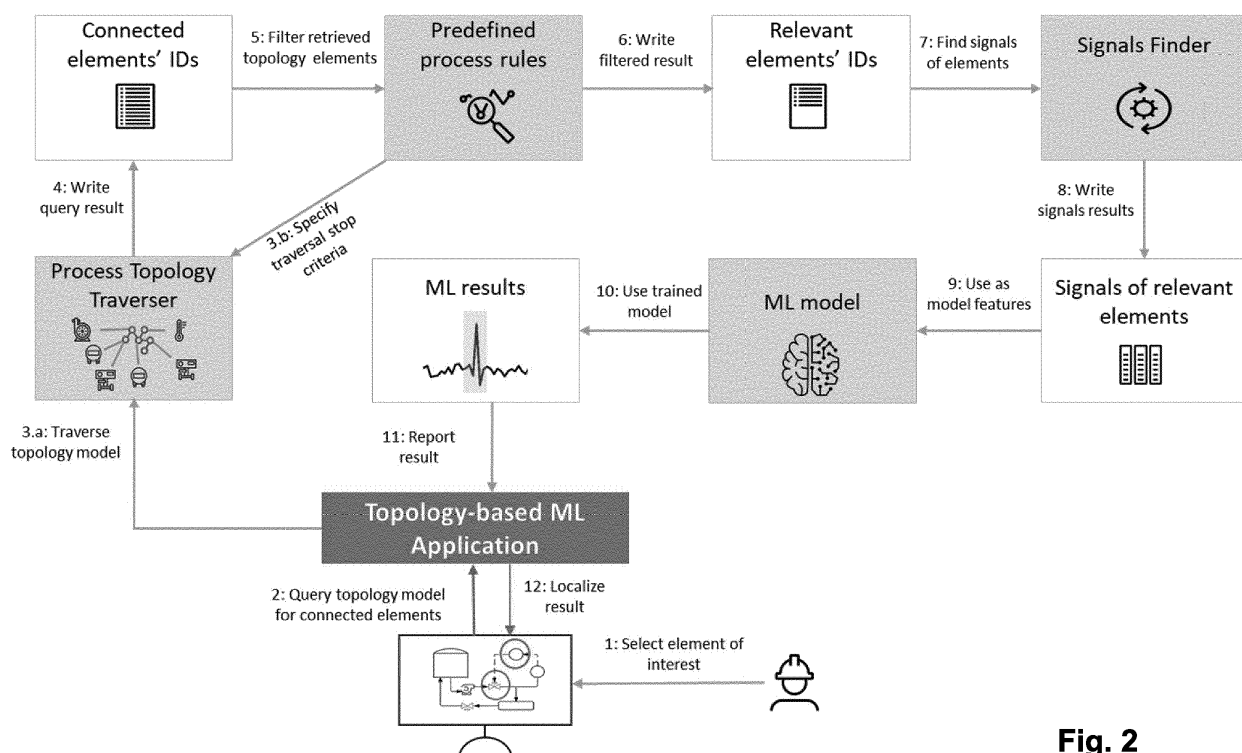 Connected
elements' IDs
5: Filter retrieved
topology elements
Predefined
process rules
6: Write
filtered result
Relevant
elements' IDs
7: Find signals
of elements
Signals Finder
4: Write
query result
3.b: Specify
traversal stop
criteria
8: Write
signals results
Process Topology
Traverser
ML results
10: Use trained
model
ML model
9: Use as
model features
Signals of relevant
elements
3.a: Traverse
topology model
11: Report
result
Topology-based ML
Application
2: Query topology model
for connected elements
12: Localize
result
1: Select element of
interest
Fig. 2